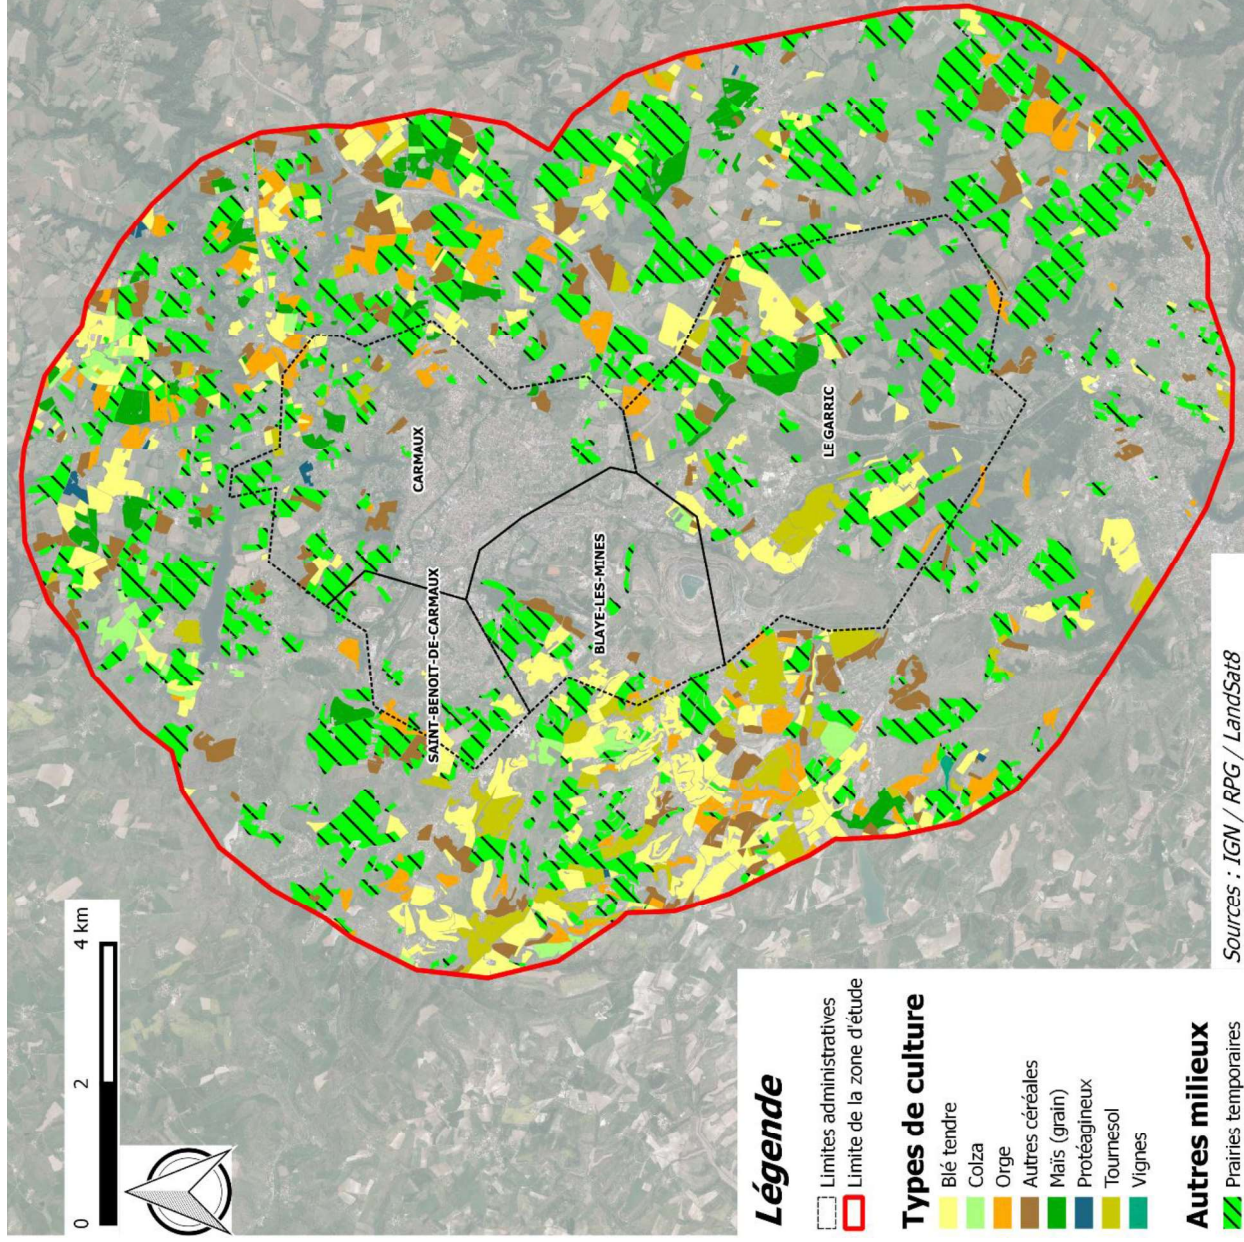 0 2 4 km
CARMAUX
SAINT-BENOIT-DE-CARMAUX
BLAYE-LES-MINES
LE GARRIC
Légende
Limites administratives
Limite de la zone d'étude
Types de culture
Blé tendre
Colza
Orge
Autres céréales
Maïs (grain)
Protéagineux
Tournesol
Vignes
Autres milieux
Prairies temporaires
Sources : IGN / RPG / LandSat8